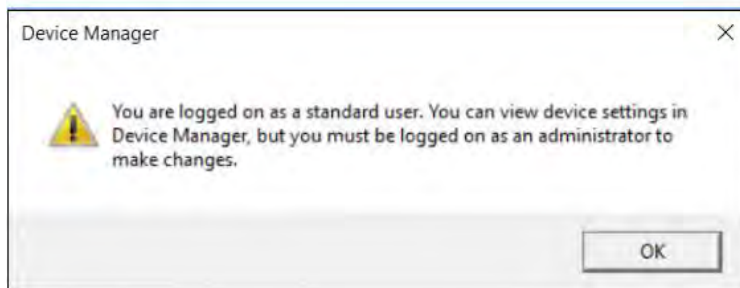 Device Manager
You are logged on as a standard user. You can view device settings in
Device Manager, but you must be logged on as an administrator to
make changes.
OK